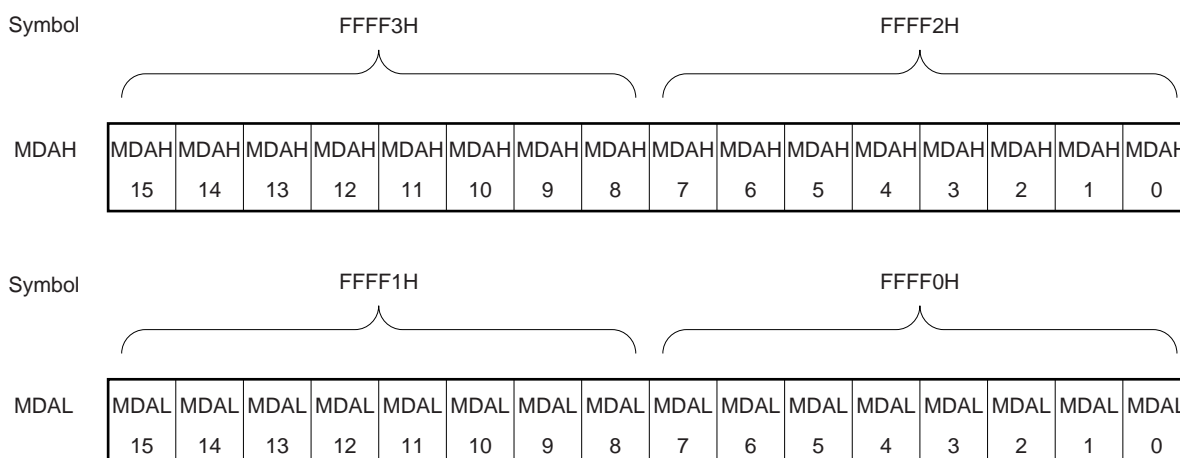 Symbol FFFF3H FFFF2H
MDAH MDAH MDAH MDAH MDAH MDAH MDAH MDAH MDAH MDAH MDAH MDAH MDAH MDAH MDAH MDAH MDAH
15 14 13 12 11 10 9 8 7 6 5 4 3 2 1 0
Symbol FFFF1H FFFF0H
MDAL MDAL MDAL MDAL MDAL MDAL MDAL MDAL MDAL MDAL MDAL MDAL MDAL MDAL MDAL MDAL MDAL
15 14 13 12 11 10 9 8 7 6 5 4 3 2 1 0